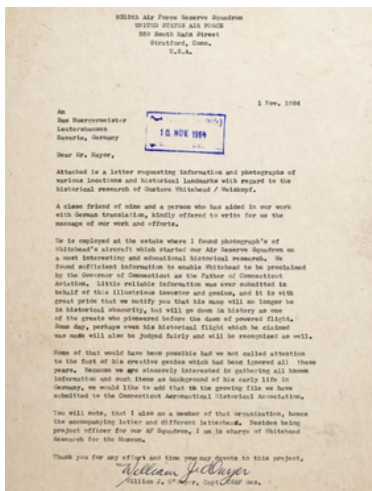 9315th Air Force Reserve Squadron
UNITED STATES AIR FORCE
550 South Main Street
Stratford, Conn.
U.S.A.
1 Nov. 1964
An
Das Buergermeister
Leutershausen
Bavaria, Germany
10. NOV. 1964
Dear Mr. Mayer,
Attached is a letter requesting information and photographs of
various locations and historical landmarks with regard to the
historical research of Gustave Whitehead / Weisskopf.
A close friend of mine and a person who has aided in our work
with German translation, kindly offered to write for us the
message of our work and efforts.
He is employed at the estate where I found photograph's of
Whitehead's aircraft which started our Air Reserve Squadron on
a most interesting and educational historical research. We
found sufficient information to enable Whitehead to be proclaimed
by the Governor of Connecticut as the Father of Connecticut
Aviation. Little reliable information was ever submitted in
behalf of this illustrious inventor and genius, and it is with
great pride that we notify you that his name will no longer be
in historical obscurity, but will go down in history as one
of the greats who pioneered before the dawn of powered flight.
Some day, perhaps even his historical flight which he claimed
was made will also be judged fairly and will be recognized as well.
None of that would have been possible had we not called attention
to the fact of his creative genius which had been ignored all these
years. Because we are sincerely interested in gathering all known
information and such items as background of his early life in
Germany, we would like to add that to the growing file we have
submitted to the Connecticut Aeronautical Historical Association.
You will note, that I also am a member of that organization, hence
the accompanying letter and different letterhead. Besides being
project officer for our AF Squadron, I am in charge of Whitehead
Research for the Museum.
Thank you for any effort and time you may devote to this project.
William J. O'Dwyer
William J. O'Dwyer, Capt. USAF Res.